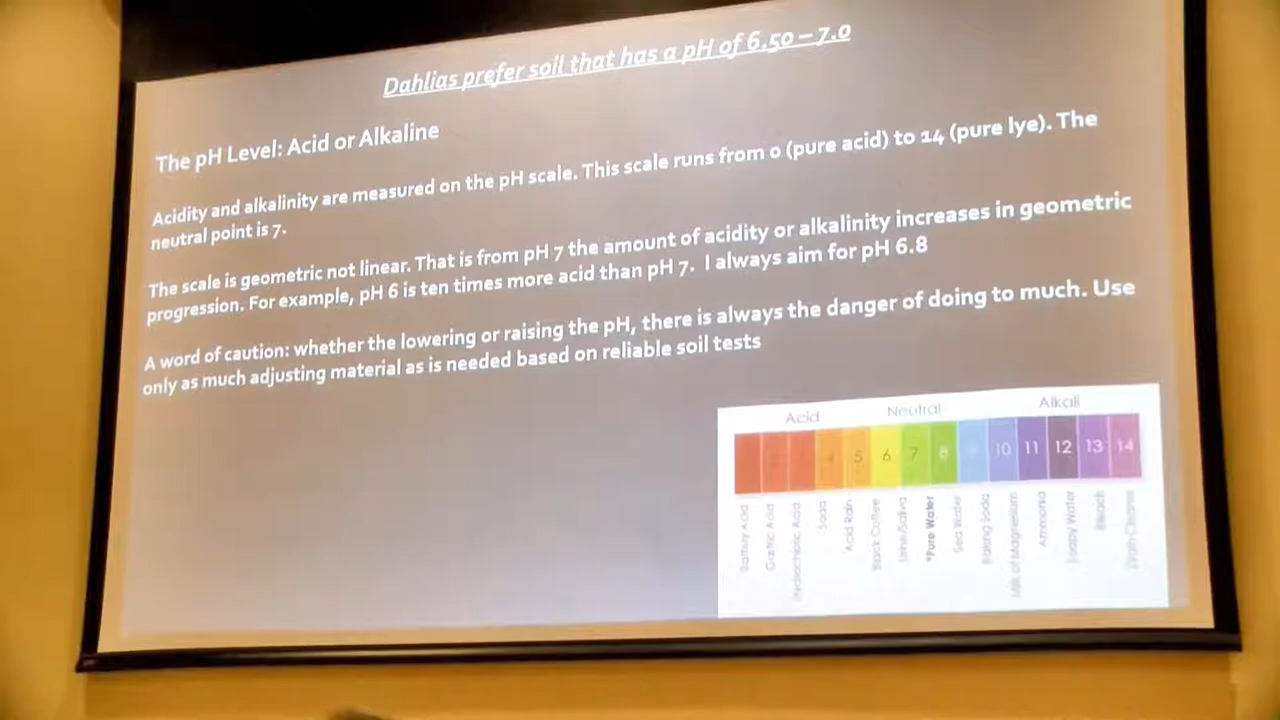 Dahlias prefer soil that has a pH of 6.50 – 7.0
The pH Level: Acid or Alkaline
Acidity and alkalinity are measured on the pH scale. This scale runs from 0 (pure acid) to 14 (pure lye). The
neutral point is 7.
The scale is geometric not linear. That is from pH 7 the amount of acidity or alkalinity increases in geometric
progression. For example, pH 6 is ten times more acid than pH 7. I always aim for pH 6.8
A word of caution: whether the lowering or raising the pH, there is always the danger of doing to much. Use
only as much adjusting material as is needed based on reliable soil tests
Acid Neutral Alkali
4 5 6 7 8 10 11 12 13 14
Battery Acid
Gastric Acid
Hydrochloric Acid
Soda
Acid Rain
Black Coffee
Urine/Saliva
*Pure Water
Sea Water
Baking Soda
Milk of Magnesium
Ammonia
Soapy Water
Bleach
Drain Cleaner